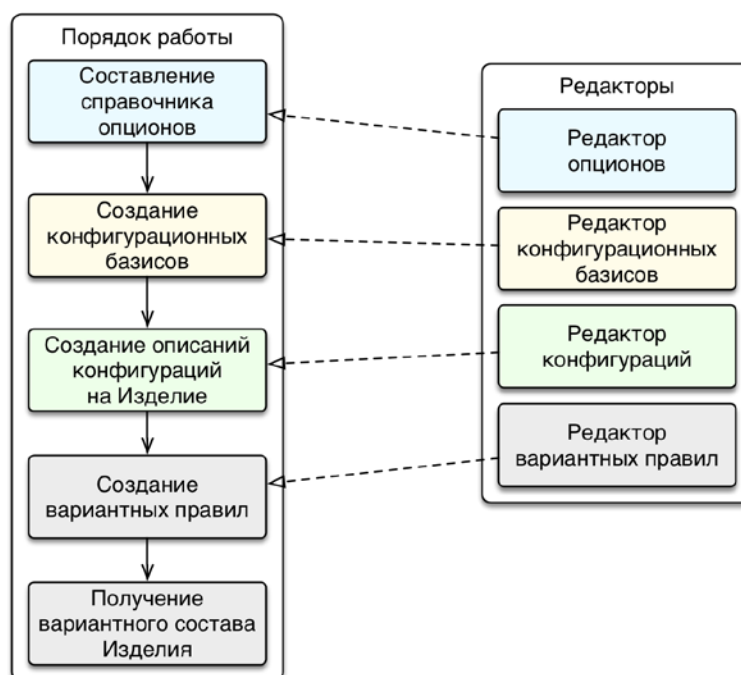 Порядок работы
Составление
справочника
опционов
Создание
конфигурационных
базисов
Создание описаний
конфигураций
на Изделие
Создание
вариантных правил
Получение
вариантного состава
Изделия
Редакторы
Редактор
опционов
Редактор
конфигурационных
базисов
Редактор
конфигураций
Редактор
вариантных правил